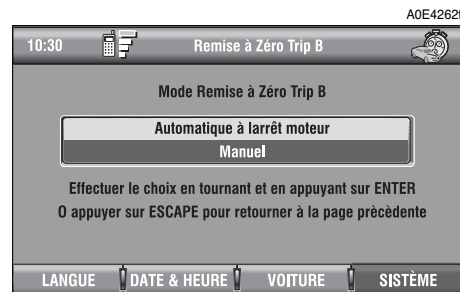 A0E4262f
10:30 Remise à Zéro Trip B
Mode Remise à Zéro Trip B
Automatique à larrêt moteur
Manuel
Effectuer le choix en tournant et en appuyant sur ENTER
O appuyer sur ESCAPE pour retourner à la page prècèdente
LANGUE DATE & HEURE VOITURE SISTÈME